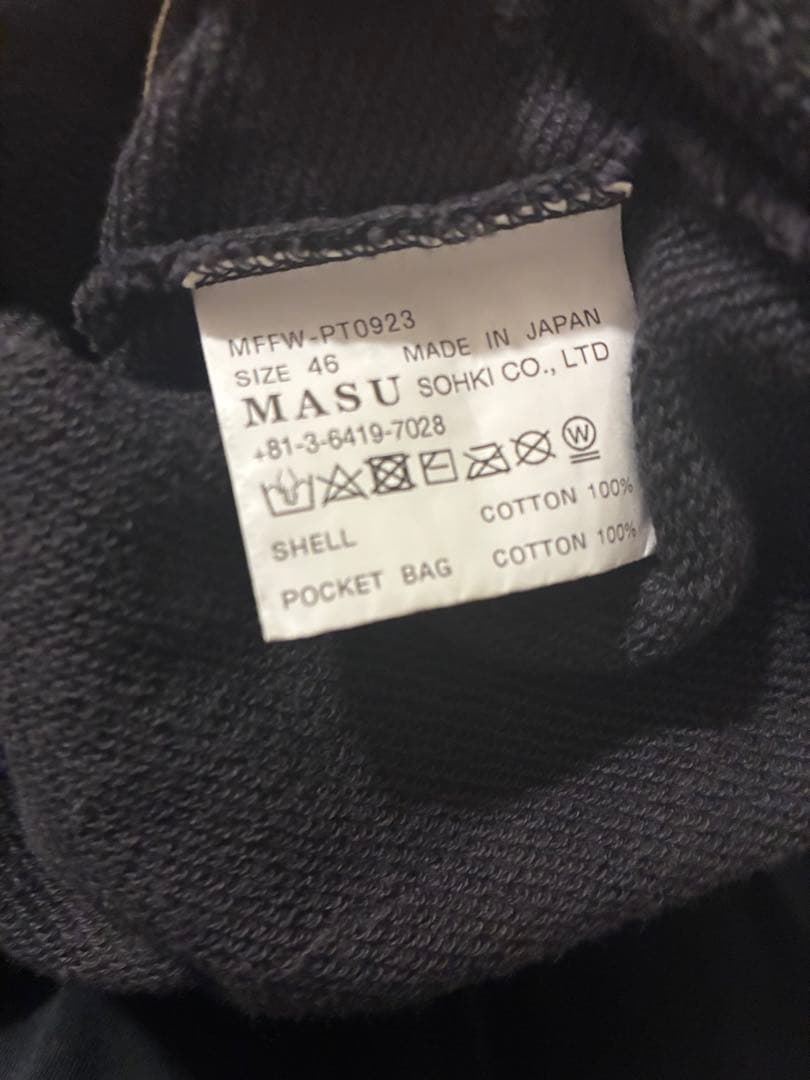 MFFW-PT0923
SIZE 46 MADE IN JAPAN
MASU SOHKI CO., LTD
+81-3-6419-7028
W
SHELL COTTON 100%
POCKET BAG COTTON 100%